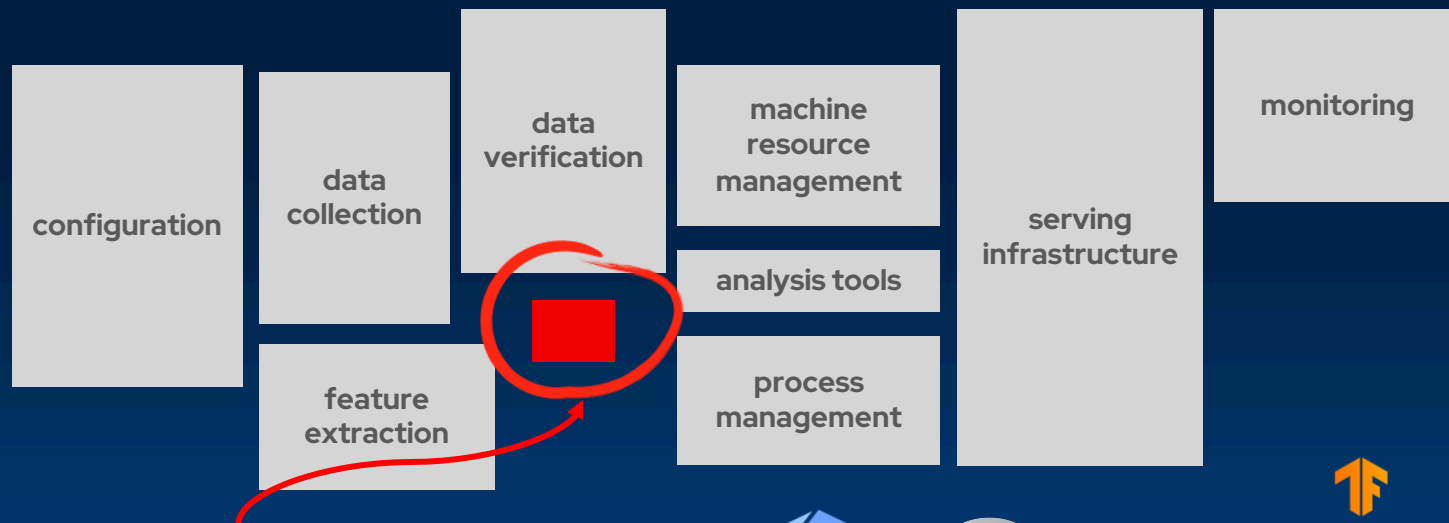 configuration
data
collection
feature
extraction
data
verification
machine
resource
management
analysis tools
process
management
serving
infrastructure
monitoring